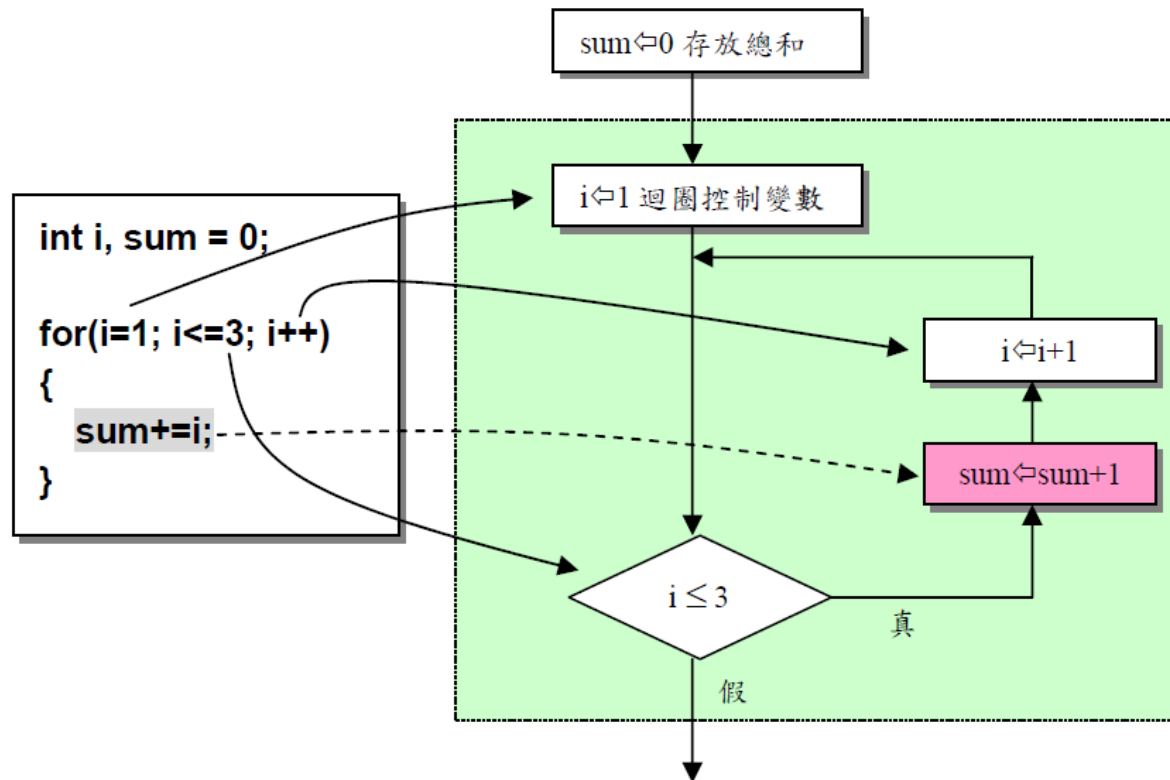 sum⇦0 存放總和
i⇦1 迴圈控制變數
int i, sum = 0;
for(i=1; i<=3; i++)
{
sum+=i;
}
i⇦i+1
sum⇦sum+1
i ≤ 3
真
假